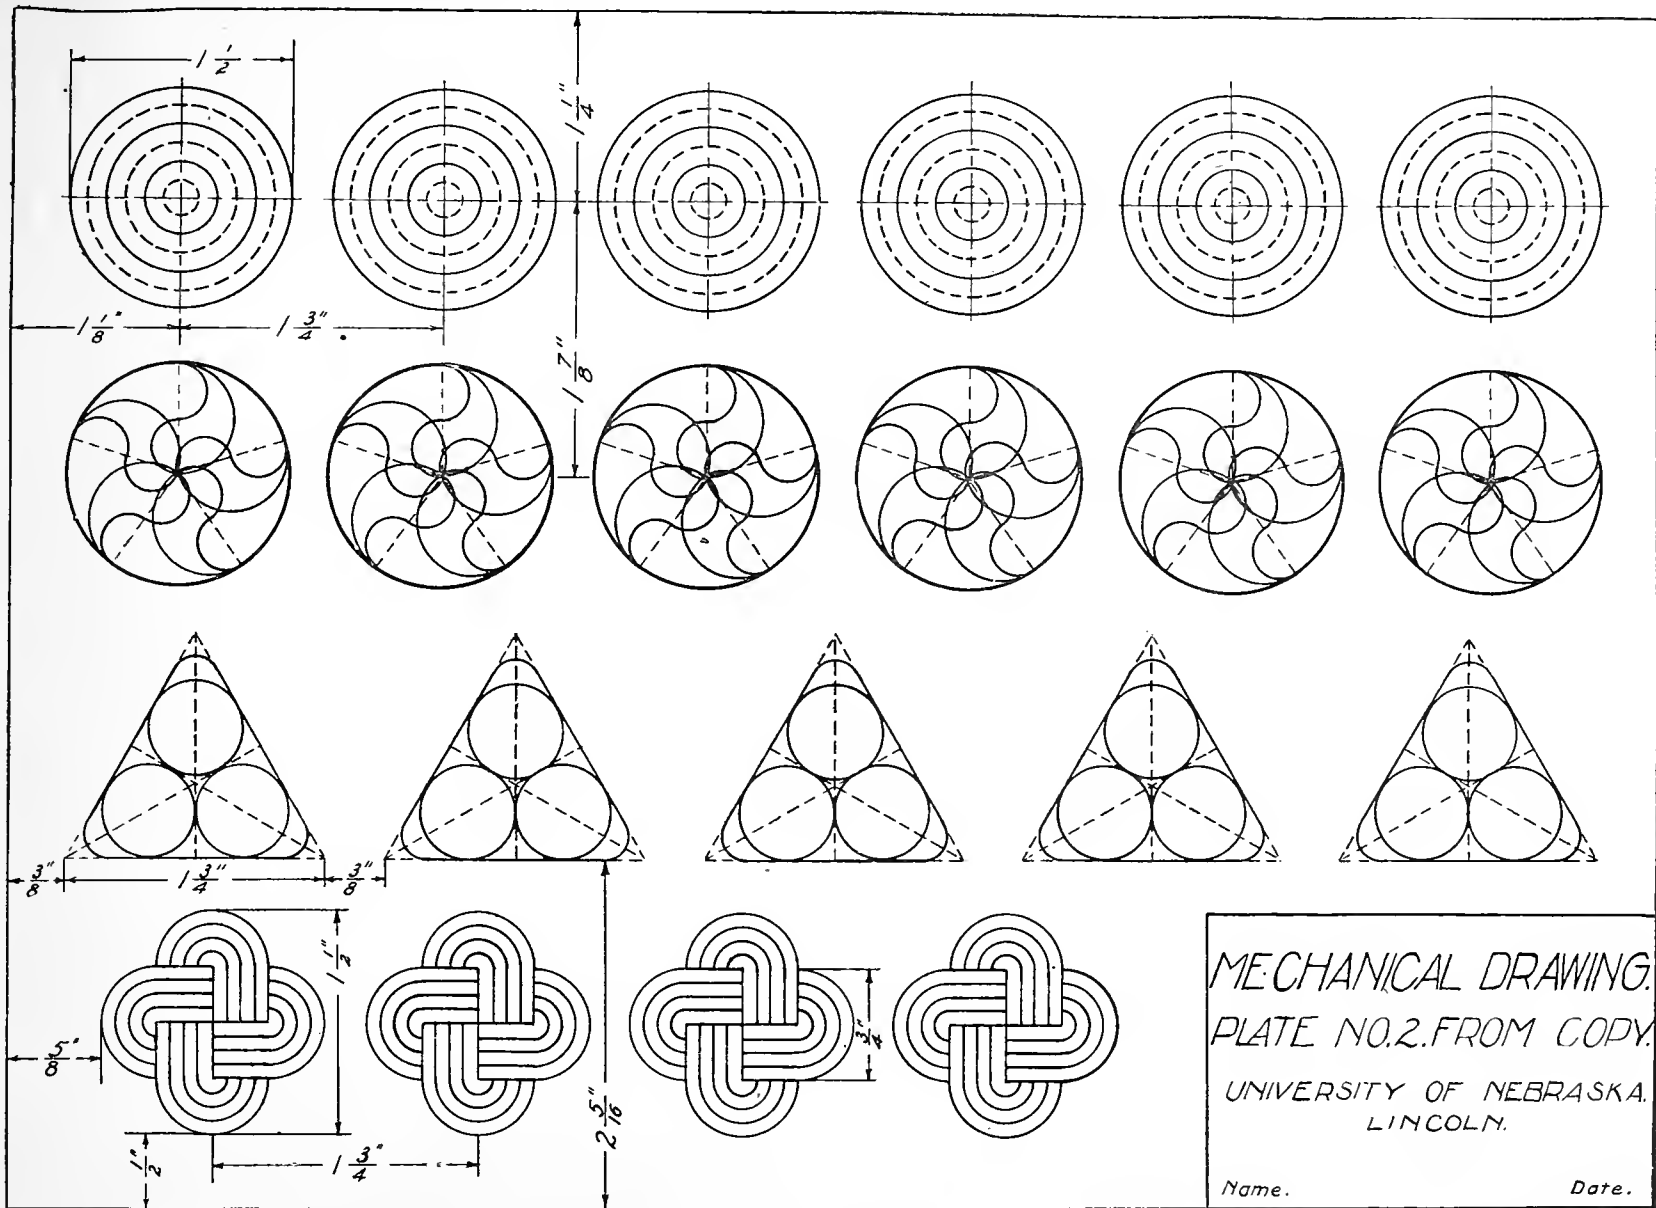 1 1/2
1 1/4"
1 1/8"
1 3/4"
1 7/8"
3/8"
1 3/4"
3/8"
1 1/2"
3/4"
5/8"
2 5/16"
1/2"
1 3/4"
MECHANICAL DRAWING.
PLATE NO.2.FROM COPY.
UNIVERSITY OF NEBRASKA.
LINCOLN.
Name. Date.